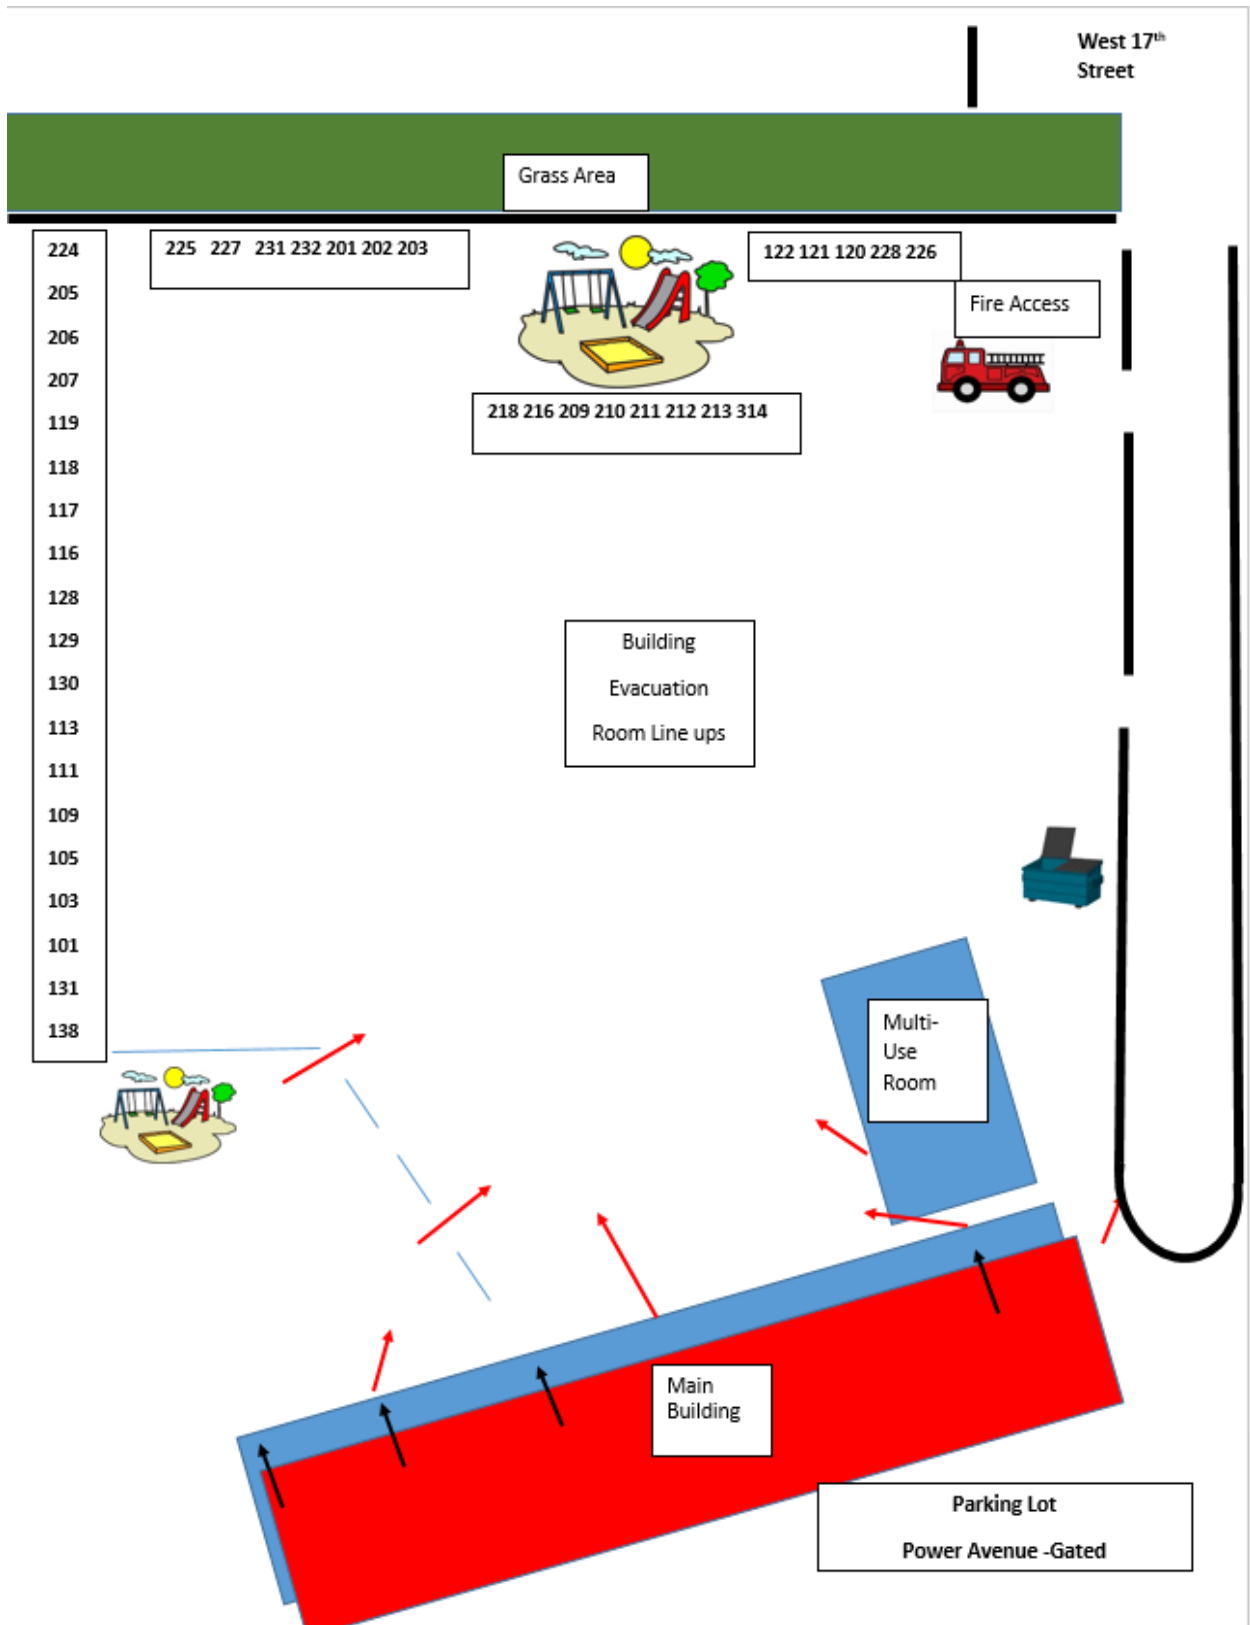 West 17th
Street
Grass Area
224
205
206
207
119
118
117
116
128
129
130
113
111
109
105
103
101
131
138
225 227 231 232 201 202 203
122 121 120 228 226
Fire Access
218 216 209 210 211 212 213 314
Building
Evacuation
Room Line ups
Multi-
Use
Room
Main
Building
Parking Lot
Power Avenue -Gated